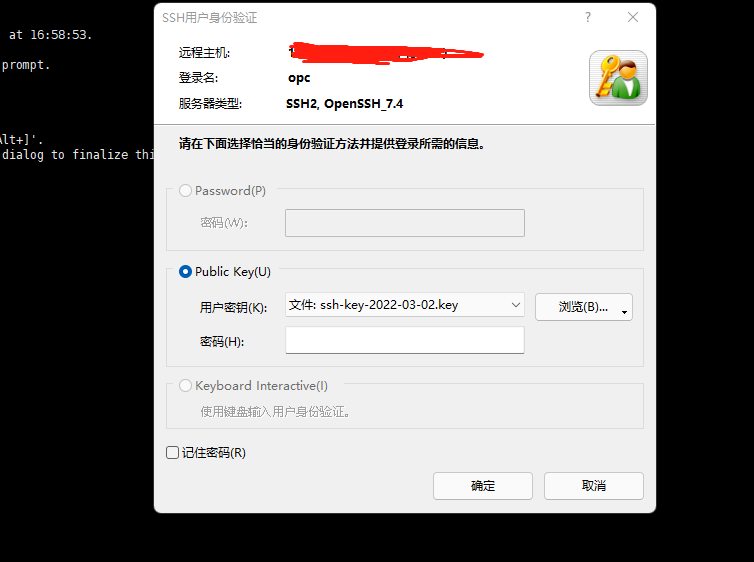 SSH用户身份验证
at 16:58:53.
远程主机:
prompt.
登录名: opc
服务器类型: SSH2, OpenSSH_7.4
Alt+]'.
请在下面选择恰当的身份验证方法并提供登录所需的信息。
dialog to finalize thi
Password(P)
密码(W):
Public Key(U)
用户密钥(K): 文件: ssh-key-2022-03-02.key 浏览(B)...
密码(H):
Keyboard Interactive(I)
使用键盘输入用户身份验证。
记住密码(R)
确定 取消